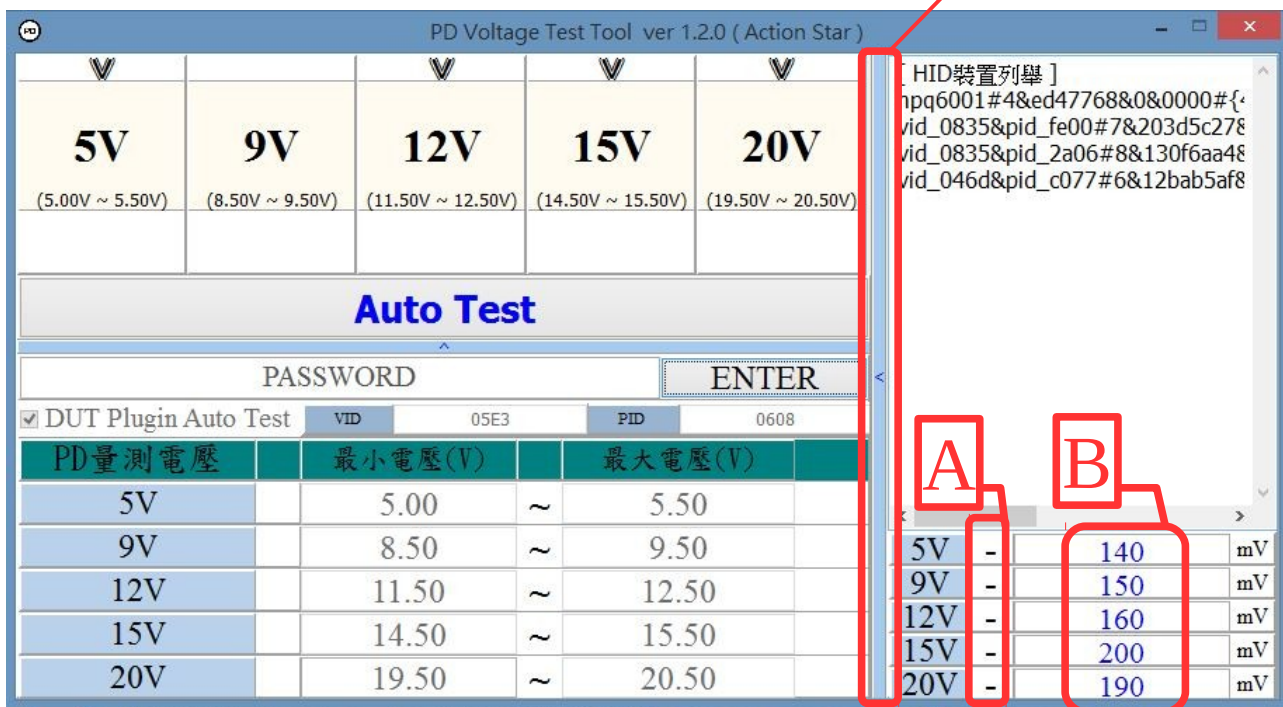 PD Voltage Test Tool ver 1.2.0 ( Action Star )
5V 9V 12V 15V 20V
(5.00V ~ 5.50V) (8.50V ~ 9.50V) (11.50V ~ 12.50V) (14.50V ~ 15.50V) (19.50V ~ 20.50V)
Auto Test
PASSWORD ENTER
DUT Plugin Auto Test VID 05E3 PID 0608
PD量測電壓 最小電壓(V) 最大電壓(V)
5V 5.00 ~ 5.50
9V 8.50 ~ 9.50
12V 11.50 ~ 12.50
15V 14.50 ~ 15.50
20V 19.50 ~ 20.50
[ HID裝置列舉 ]
npq6001#4&ed47768&0&0000#{4
vid_0835&pid_fe00#7&203d5c27&
vid_0835&pid_2a06#8&130f6aa4&
vid_046d&pid_c077#6&12bab5af&
A B
5V - 140 mV
9V - 150 mV
12V - 160 mV
15V - 200 mV
20V - 190 mV